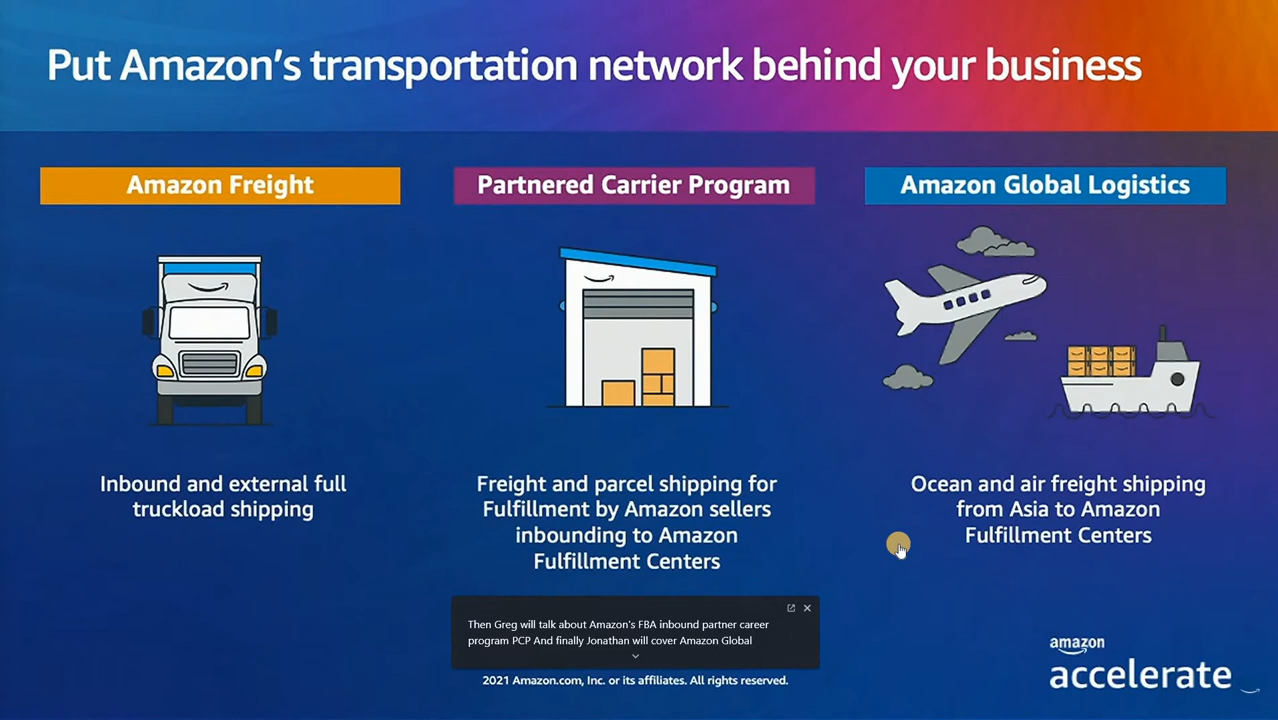 Put Amazon's transportation network behind your business
Amazon Freight
Inbound and external full
truckload shipping
Partnered Carrier Program
Freight and parcel shipping for
Fulfillment by Amazon sellers
inbounding to Amazon
Fulfillment Centers
Amazon Global Logistics
Ocean and air freight shipping
from Asia to Amazon
Fulfillment Centers
Then Greg will talk about Amazon's FBA inbound partner career
program PCP And finally Jonathan will cover Amazon Global
2021 Amazon.com, Inc. or its affiliates. All rights reserved.
amazon
accelerate